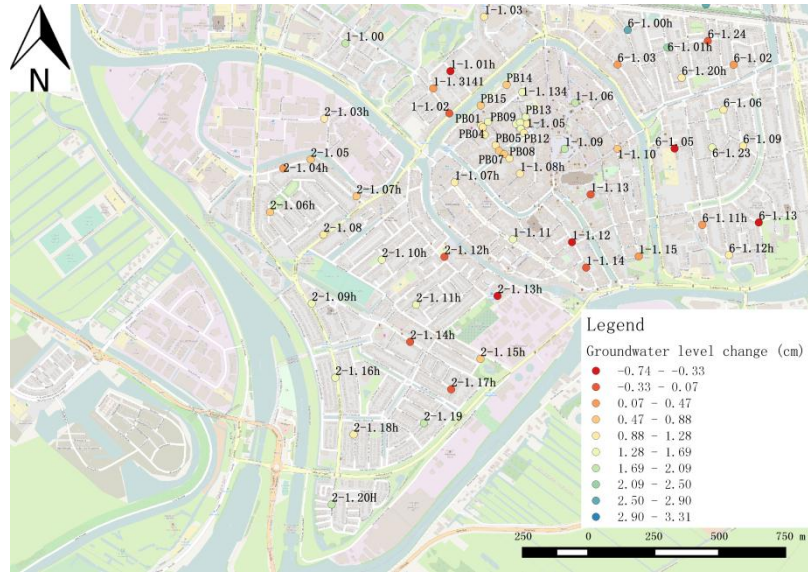 1-1.03
6-1.00h
1-1.00
6-1.24
6-1.01h
1-1.01h
6-1.03
6-1.02
6-1.20h
1-1.3141
PB14
1-1.134
PB15
1-1.06
1-1.02
6-1.06
2-1.03h
PB01
PB09
PB13
1-1.05
PB04
PB05
PB12
1-1.09
1-1.10
6-1.05
6-1.09
6-1.23
2-1.05
PB07
PB08
2-1.04h
1-1.08h
1-1.07h
2-1.07h
1-1.13
2-1.06h
6-1.11h
6-1.13
2-1.08
1-1.11
1-1.12
2-1.10h
2-1.12h
1-1.15
6-1.12h
1-1.14
2-1.09h
2-1.11h
2-1.13h
2-1.14h
2-1.15h
2-1.16h
2-1.17h
2-1.19
2-1.18h
2-1.20H
N
Legend
Groundwater level change (cm)
-0.74 - -0.33
-0.33 - 0.07
0.07 - 0.47
0.47 - 0.88
0.88 - 1.28
1.28 - 1.69
1.69 - 2.09
2.09 - 2.50
2.50 - 2.90
2.90 - 3.31
250 0 250 500 750 m